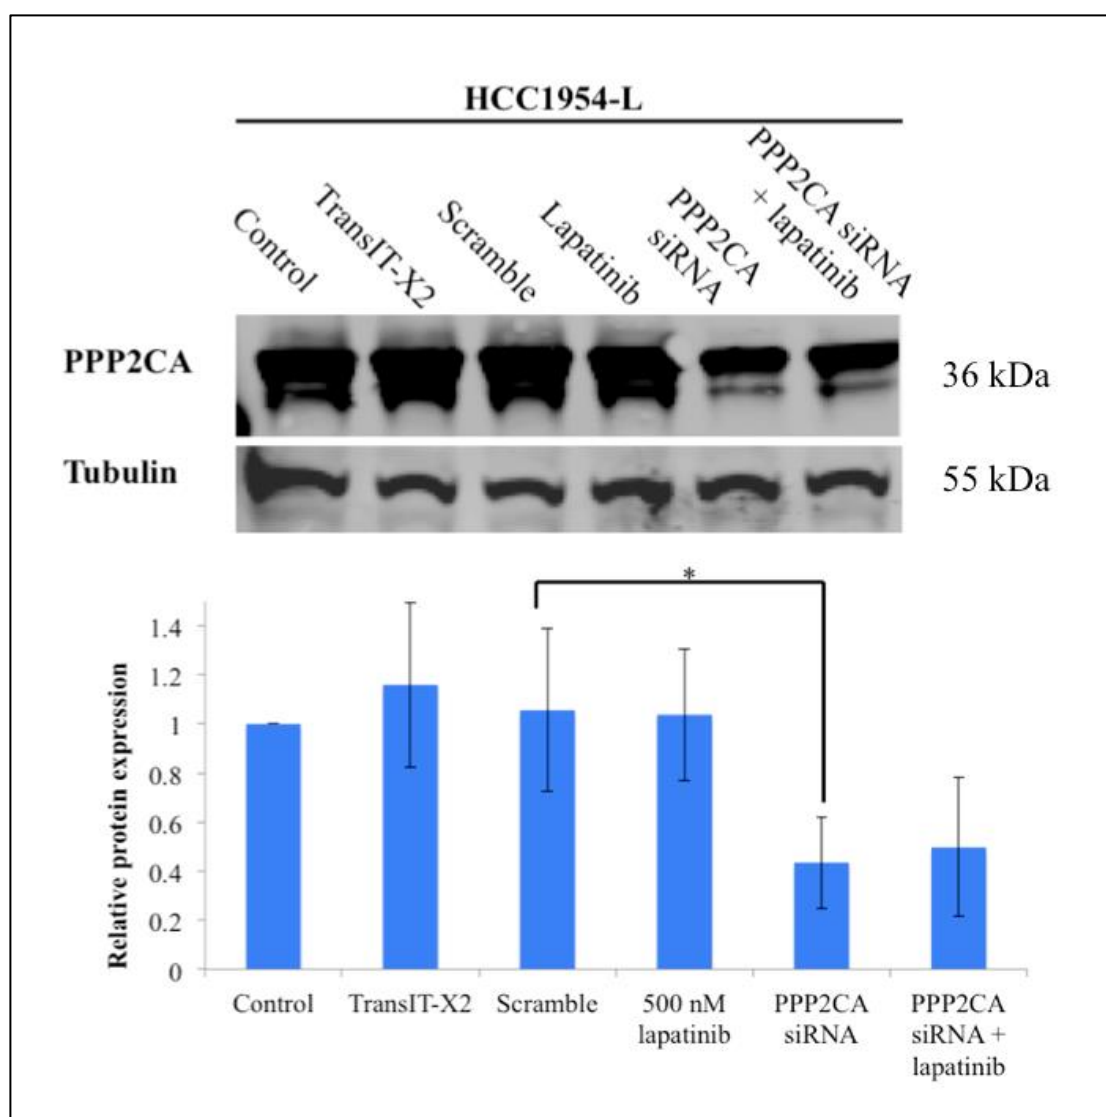 HCC1954-L
Control
TransIT-X2
Scramble
Lapatinib
PPP2CA
siRNA
PPP2CA siRNA
+ lapatinib
PPP2CA
36 kDa
Tubulin
55 kDa
*
Relative protein expression
1.4
1.2
1
0.8
0.6
0.4
0.2
0
Control
TransIT-X2
Scramble
500 nM
lapatinib
PPP2CA
siRNA
PPP2CA
siRNA +
lapatinib